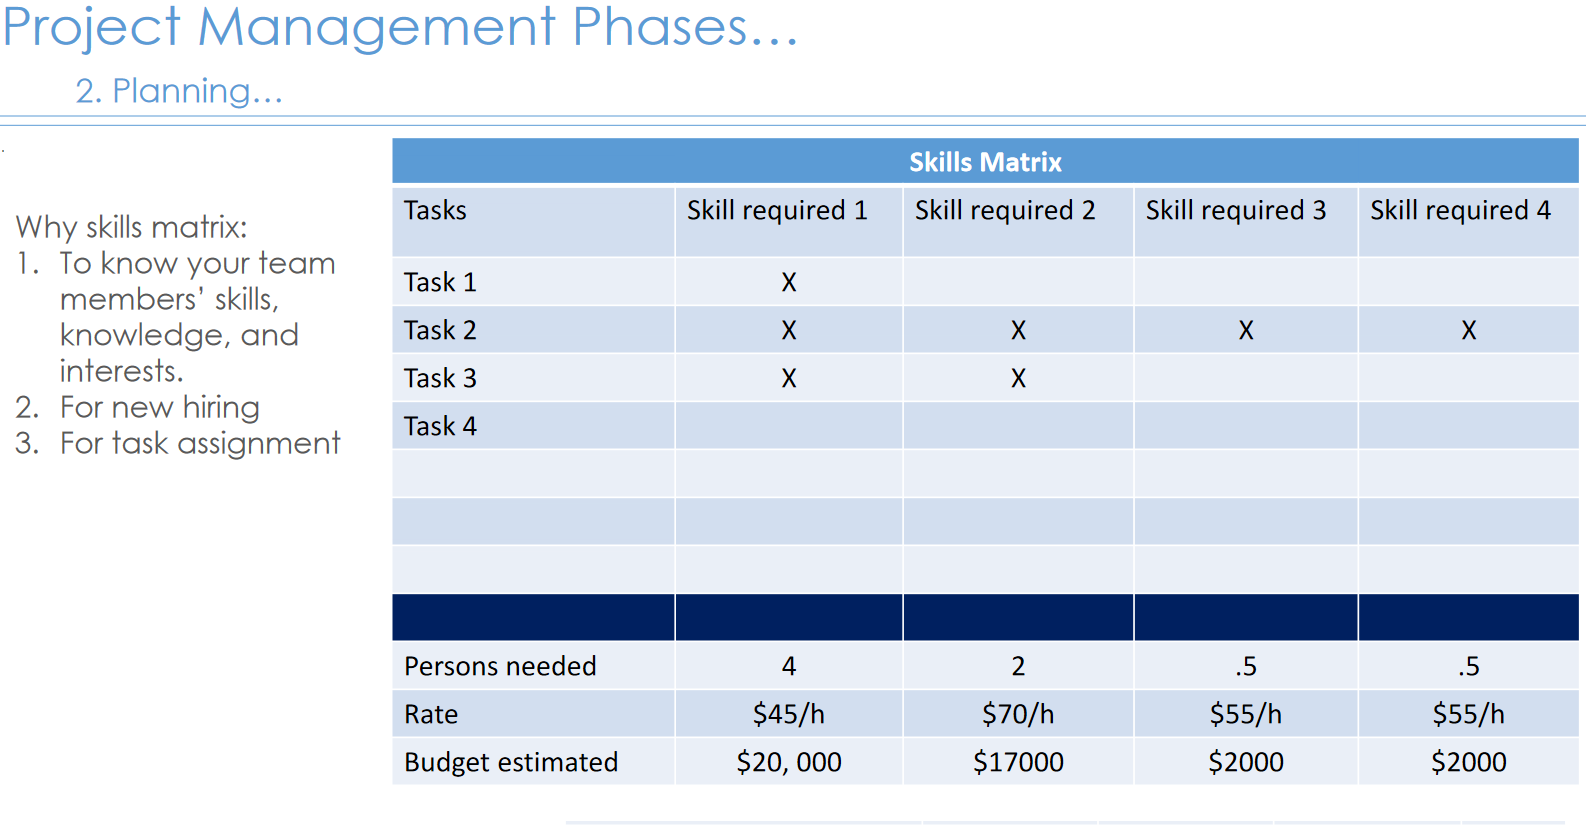 Project Management Phases...
2. Planning...
Why skills matrix:
1. To know your team
members’ skills,
knowledge, and
interests.
2. For new hiring
3. For task assignment
Skills Matrix
Tasks Skill required 1 Skill required 2 Skill required 3 Skill required 4
Task 1 X
Task 2 X X X X
Task 3 X X
Task 4
Persons needed 4 2 .5 .5
Rate $45/h $70/h $55/h $55/h
Budget estimated $20, 000 $17000 $2000 $2000